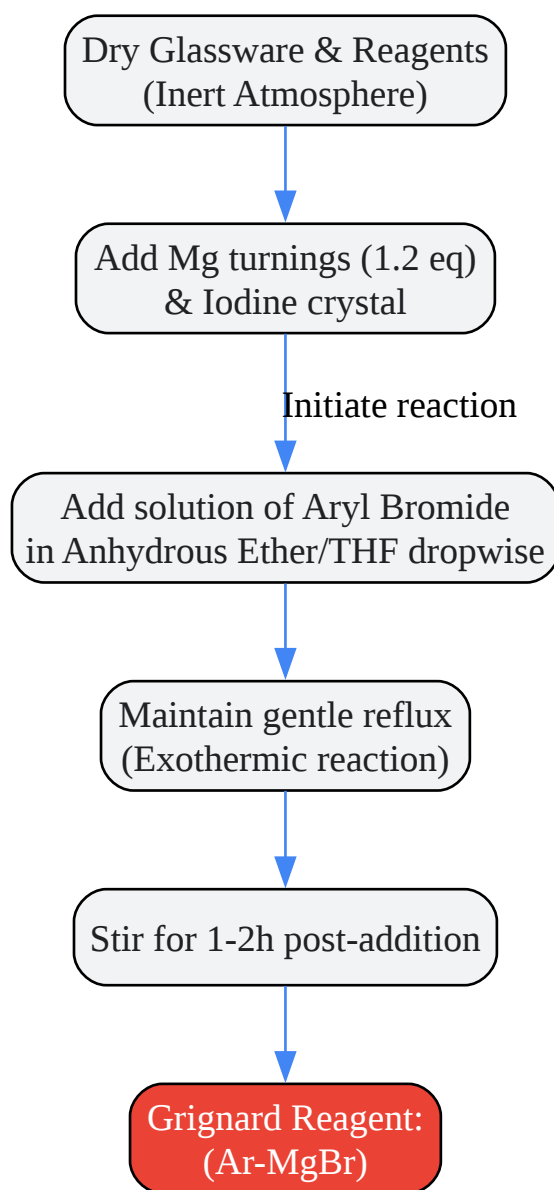 Dry Glassware & Reagents
(Inert Atmosphere)
Add Mg turnings (1.2 eq)
& Iodine crystal
Initiate reaction
Add solution of Aryl Bromide
in Anhydrous Ether/THF dropwise
Maintain gentle reflux
(Exothermic reaction)
Stir for 1-2h post-addition
Grignard Reagent:
(Ar-MgBr)